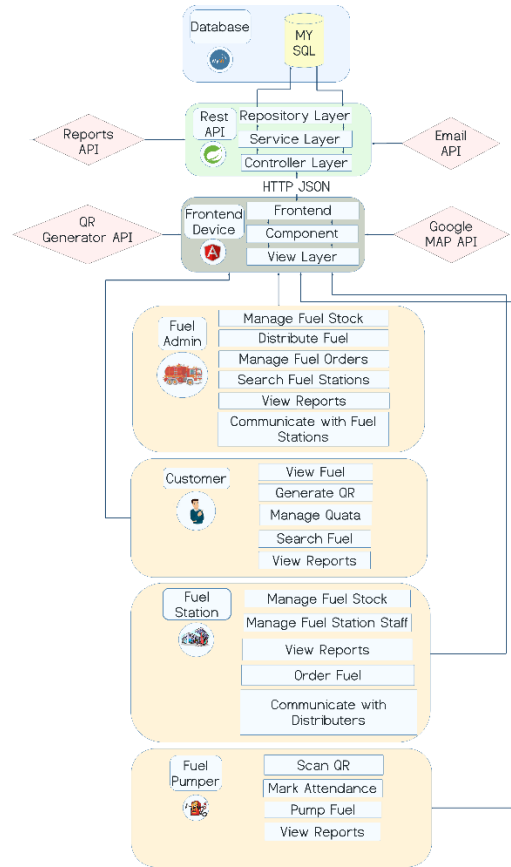 Database
MY
SQL
Rest
API
Repository Layer
Service Layer
Controller Layer
Reports
API
Email
API
HTTP JSON
Frontend
Device
Frontend
Component
View Layer
QR
Generator API
Google
MAP API
Fuel
Admin
Manage Fuel Stock
Distribute Fuel
Manage Fuel Orders
Search Fuel Stations
View Reports
Communicate with Fuel
Stations
Customer
View Fuel
Generate QR
Manage Quata
Search Fuel
View Reports
Fuel
Station
Manage Fuel Stock
Manage Fuel Station Staff
View Reports
Order Fuel
Communicate with
Distributers
Fuel
Pumper
Scan QR
Mark Attendance
Pump Fuel
View Reports